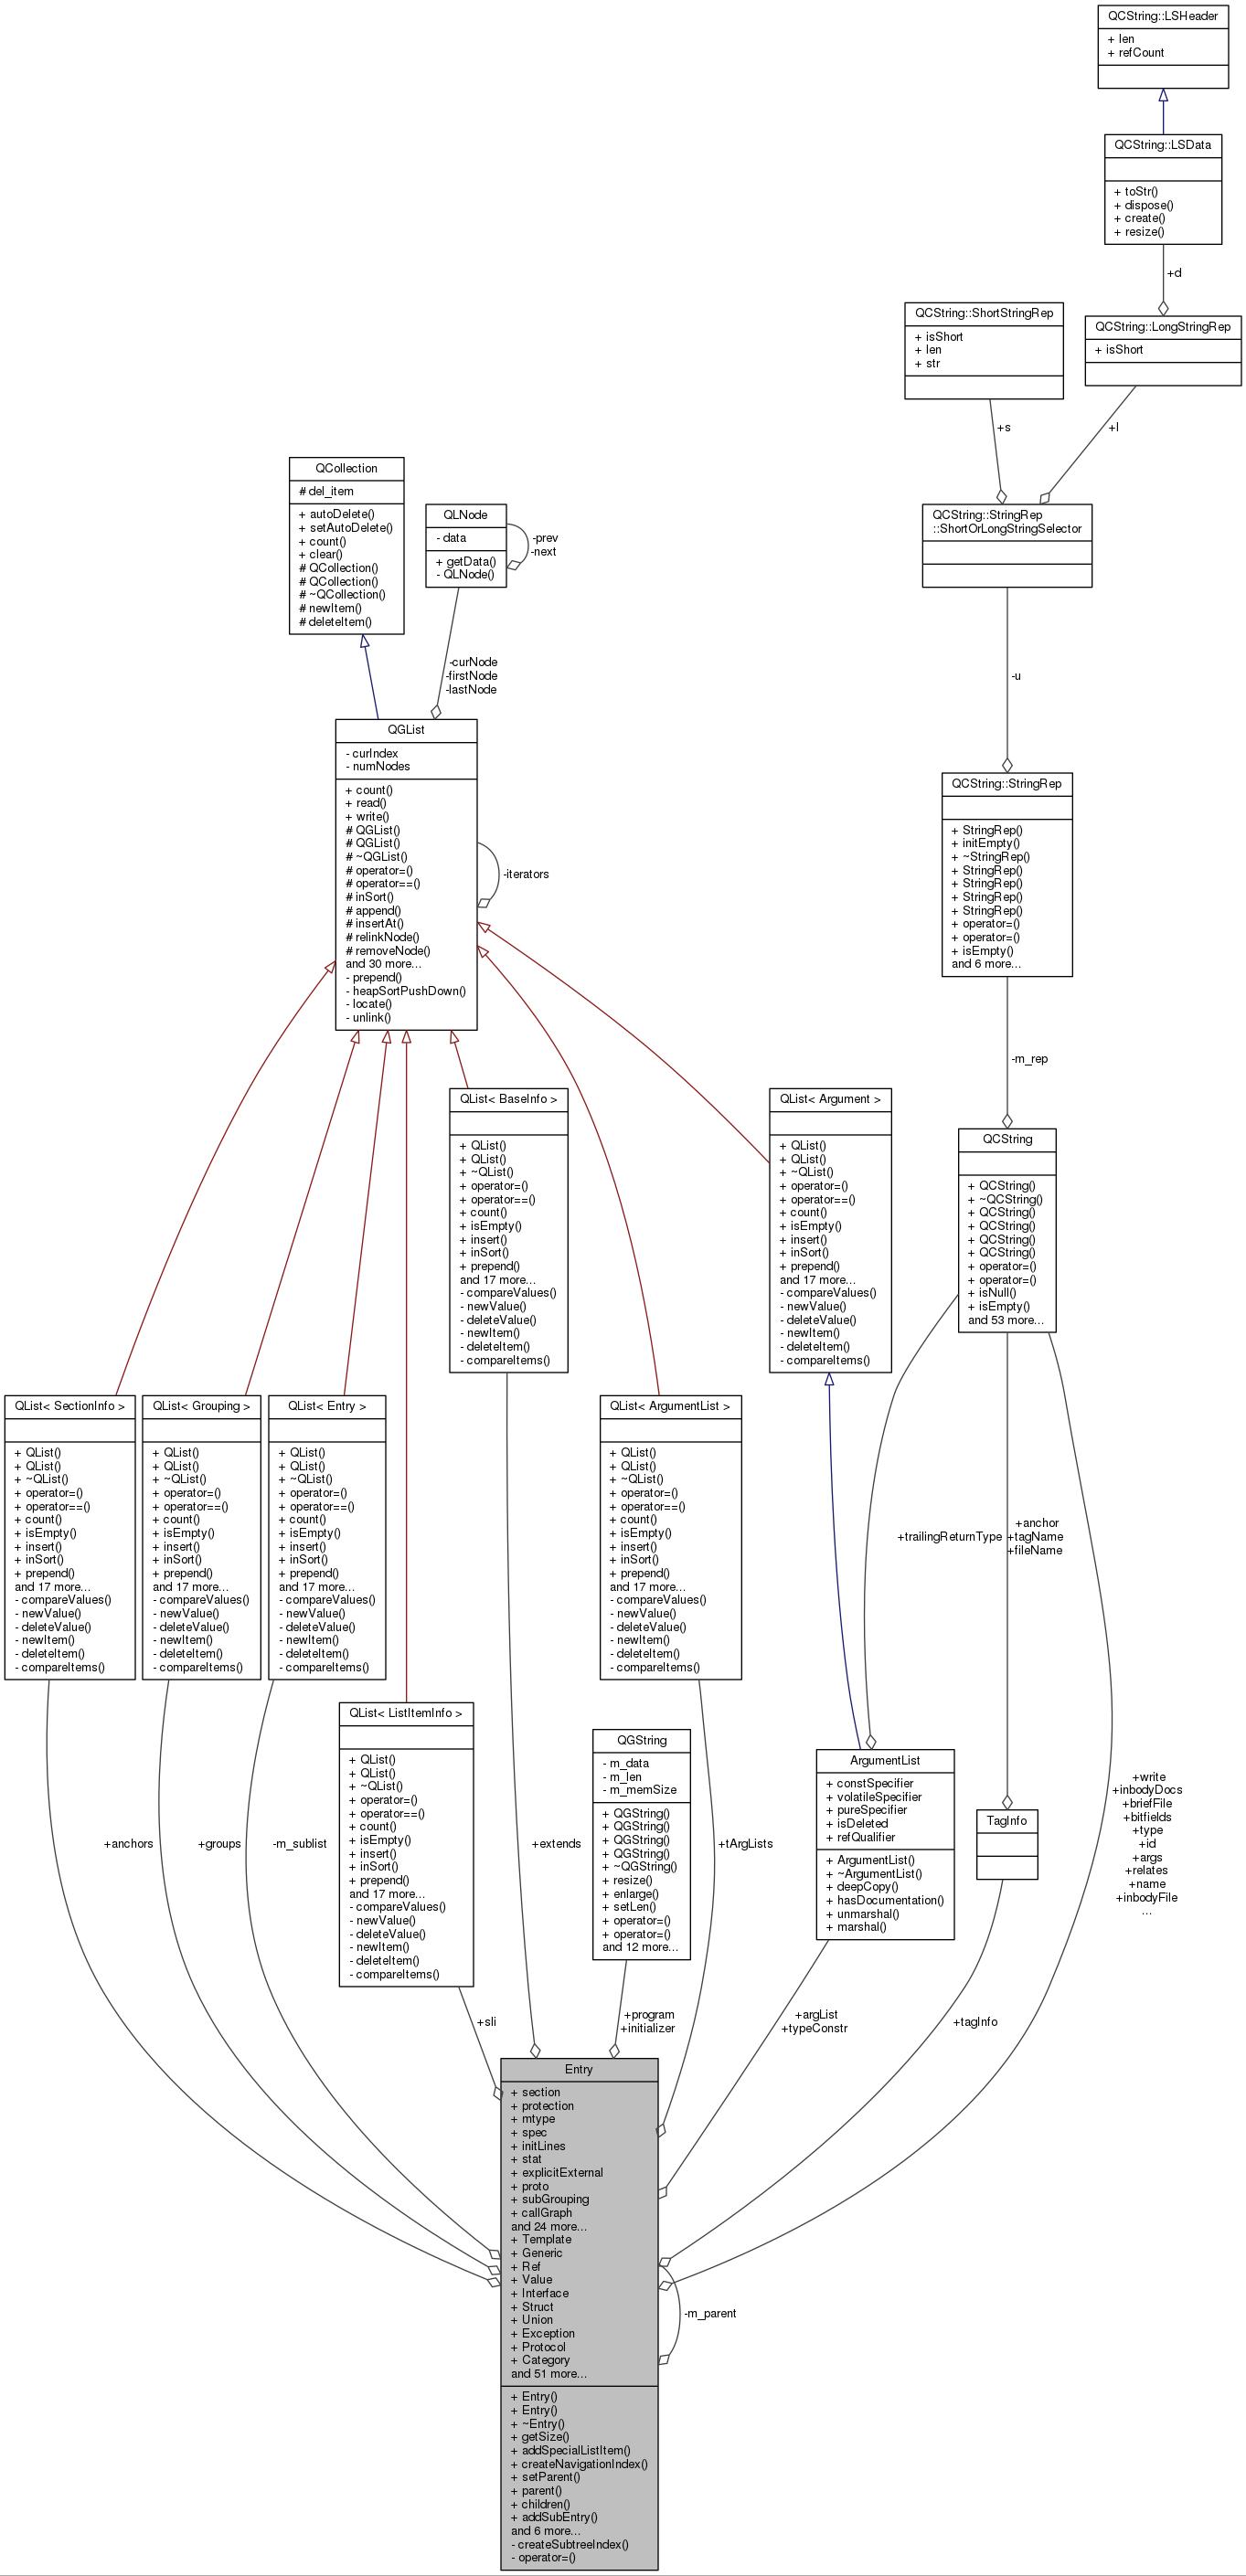 QCString::LSHeader
+ len
+ refCount
QCString::LSData
+ toStr()
+ dispose()
+ create()
+ resize()
+d
QCString::ShortStringRep
+ isShort
+ len
+ str
QCString::LongStringRep
+ isShort
+s
+l
QCString::StringRep
::ShortOrLongStringSelector
QCollection
# del_item
+ autoDelete()
+ setAutoDelete()
+ count()
+ clear()
# QCollection()
# QCollection()
# ~QCollection()
# newItem()
# deleteItem()
QLNode
- data
+ getData()
- QLNode()
-prev
-next
-curNode
-firstNode
-lastNode
-u
QGList
- curIndex
- numNodes
+ count()
+ read()
+ write()
# QGList()
# QGList()
# ~QGList()
# operator=()
# operator==()
# inSort()
# append()
# insertAt()
# relinkNode()
# removeNode()
and 30 more...
- prepend()
- heapSortPushDown()
- locate()
- unlink()
-iterators
QCString::StringRep
+ StringRep()
+ initEmpty()
+ ~StringRep()
+ StringRep()
+ StringRep()
+ StringRep()
+ StringRep()
+ operator=()
+ operator=()
+ isEmpty()
and 6 more...
-m_rep
QList< BaseInfo >
+ QList()
+ QList()
+ ~QList()
+ operator=()
+ operator==()
+ count()
+ isEmpty()
+ insert()
+ inSort()
+ prepend()
and 17 more...
- compareValues()
- newValue()
- deleteValue()
- newItem()
- deleteItem()
- compareItems()
QList< Argument >
+ QList()
+ QList()
+ ~QList()
+ operator=()
+ operator==()
+ count()
+ isEmpty()
+ insert()
+ inSort()
+ prepend()
and 17 more...
- compareValues()
- newValue()
- deleteValue()
- newItem()
- deleteItem()
- compareItems()
QCString
+ QCString()
+ ~QCString()
+ QCString()
+ QCString()
+ QCString()
+ QCString()
+ operator=()
+ operator=()
+ isNull()
+ isEmpty()
and 53 more...
QList< SectionInfo >
+ QList()
+ QList()
+ ~QList()
+ operator=()
+ operator==()
+ count()
+ isEmpty()
+ insert()
+ inSort()
+ prepend()
and 17 more...
- compareValues()
- newValue()
- deleteValue()
- newItem()
- deleteItem()
- compareItems()
QList< Grouping >
+ QList()
+ QList()
+ ~QList()
+ operator=()
+ operator==()
+ count()
+ isEmpty()
+ insert()
+ inSort()
+ prepend()
and 17 more...
- compareValues()
- newValue()
- deleteValue()
- newItem()
- deleteItem()
- compareItems()
QList< Entry >
+ QList()
+ QList()
+ ~QList()
+ operator=()
+ operator==()
+ count()
+ isEmpty()
+ insert()
+ inSort()
+ prepend()
and 17 more...
- compareValues()
- newValue()
- deleteValue()
- newItem()
- deleteItem()
- compareItems()
QList< ArgumentList >
+ QList()
+ QList()
+ ~QList()
+ operator=()
+ operator==()
+ count()
+ isEmpty()
+ insert()
+ inSort()
+ prepend()
and 17 more...
- compareValues()
- newValue()
- deleteValue()
- newItem()
- deleteItem()
- compareItems()
+trailingReturnType
+anchor
+tagName
+fileName
QList< ListItemInfo >
+ QList()
+ QList()
+ ~QList()
+ operator=()
+ operator==()
+ count()
+ isEmpty()
+ insert()
+ inSort()
+ prepend()
and 17 more...
- compareValues()
- newValue()
- deleteValue()
- newItem()
- deleteItem()
- compareItems()
QGString
- m_data
- m_len
- m_memSize
+ QGString()
+ QGString()
+ QGString()
+ QGString()
+ ~QGString()
+ resize()
+ enlarge()
+ setLen()
+ operator=()
+ operator=()
and 12 more...
ArgumentList
+ constSpecifier
+ volatileSpecifier
+ pureSpecifier
+ isDeleted
+ refQualifier
+ ArgumentList()
+ ~ArgumentList()
+ deepCopy()
+ hasDocumentation()
+ unmarshal()
+ marshal()
TagInfo
+write
+inbodyDocs
+briefFile
+bitfields
+type
+id
+args
+relates
+name
+inbodyFile
...
+anchors
+groups
-m_sublist
+extends
+tArgLists
+sli
+program
+initializer
+argList
+typeConstr
+tagInfo
Entry
+ section
+ protection
+ mtype
+ spec
+ initLines
+ stat
+ explicitExternal
+ proto
+ subGrouping
+ callGraph
and 24 more...
+ Template
+ Generic
+ Ref
+ Value
+ Interface
+ Struct
+ Union
+ Exception
+ Protocol
+ Category
and 51 more...
+ Entry()
+ Entry()
+ ~Entry()
+ getSize()
+ addSpecialListItem()
+ createNavigationIndex()
+ setParent()
+ parent()
+ children()
+ addSubEntry()
and 6 more...
- createSubtreeIndex()
- operator=()
-m_parent